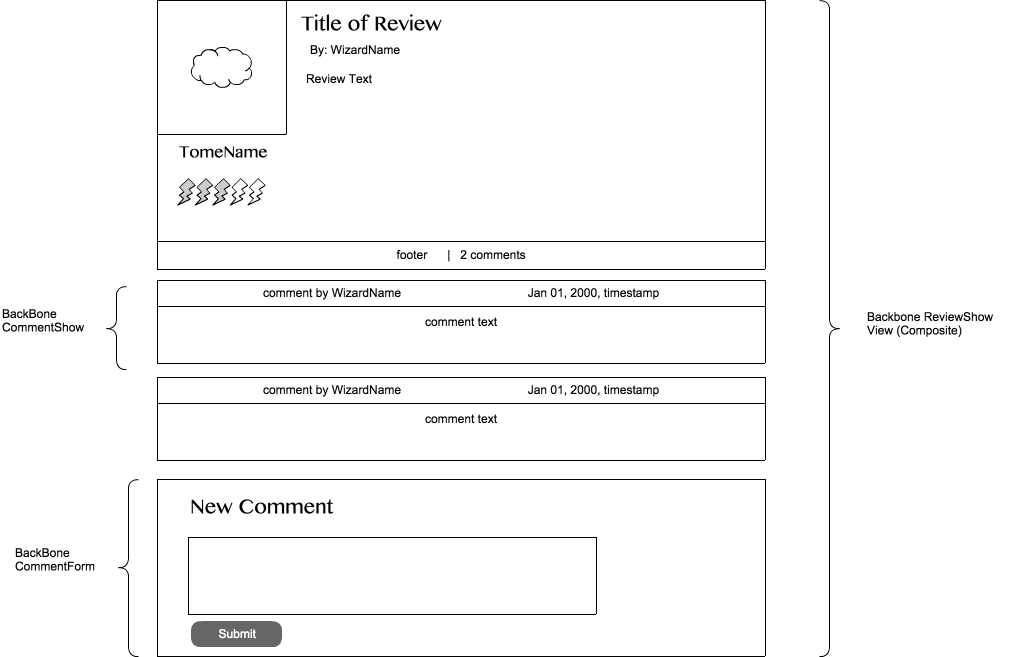 Title of Review
By: WizardName
Review Text
TomeName
footer | 2 comments
BackBone
CommentShow
comment by WizardName Jan 01, 2000, timestamp
comment text
Backbone ReviewShow
View (Composite)
comment by WizardName Jan 01, 2000, timestamp
comment text
BackBone
CommentForm
New Comment
Submit